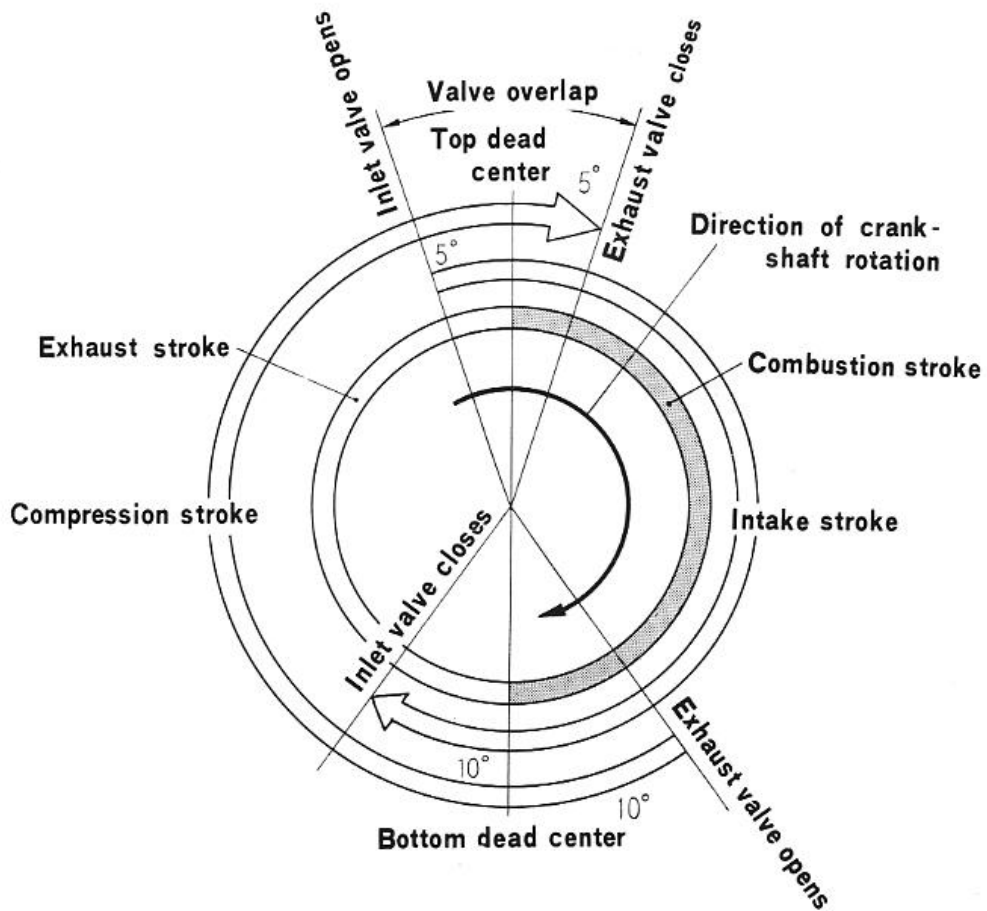 Inlet valve opens
Exhaust valve closes
Valve overlap
Top dead
center
5°
Direction of crank-
shaft rotation
5°
Exhaust stroke
Combustion stroke
Compression stroke
Intake stroke
Inlet valve closes
Exhaust valve opens
10°
10°
Bottom dead center